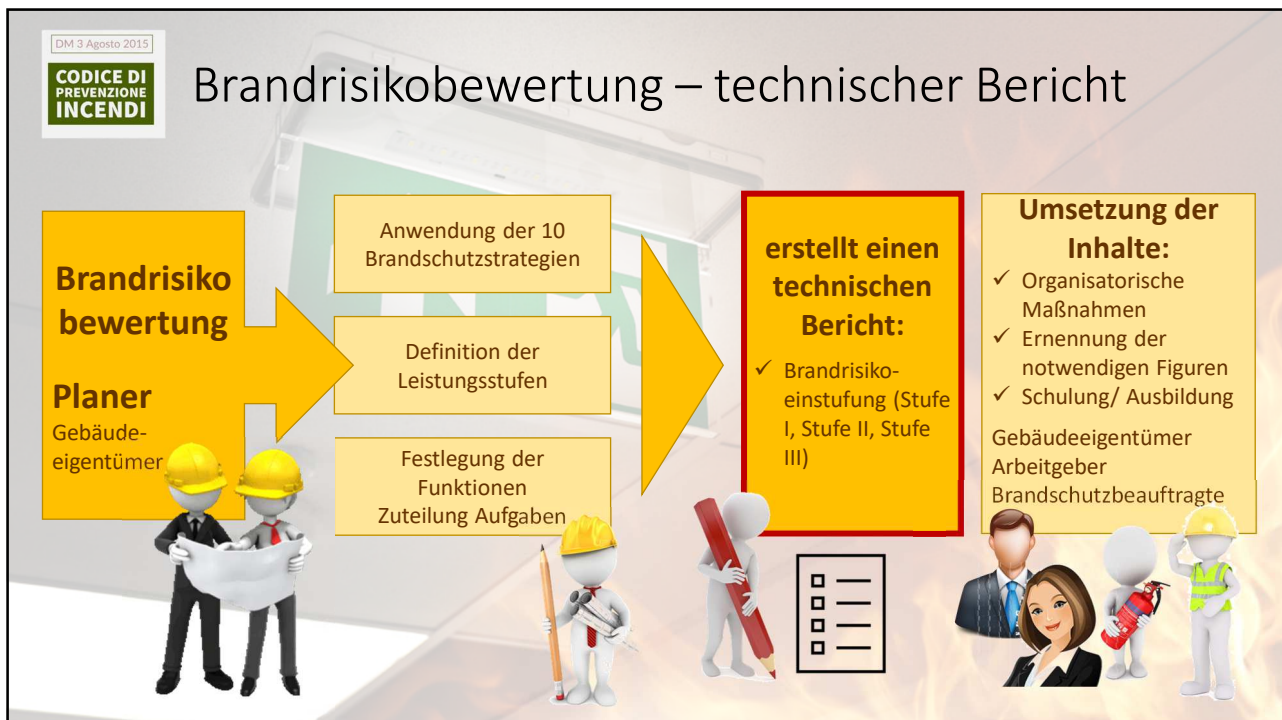 DM 3 Agosto 2015
CODICE DI
PREVENZIONE
INCENDI
Brandrisikobewertung – technischer Bericht
Brandrisiko
bewertung
Planer
Gebäude-
eigentümer
Anwendung der 10
Brandschutzstrategien
Definition der
Leistungsstufen
Festlegung der
Funktionen
Zuteilung Aufgaben
erstellt einen
technischen
Bericht:
✓ Brandrisiko-
einstufung (Stufe
I, Stufe II, Stufe
III)
Umsetzung der
Inhalte:
✓ Organisatorische
Maßnahmen
✓ Ernennung der
notwendigen Figuren
✓ Schulung/ Ausbildung
Gebäudeeigentümer
Arbeitgeber
Brandschutzbeauftragte